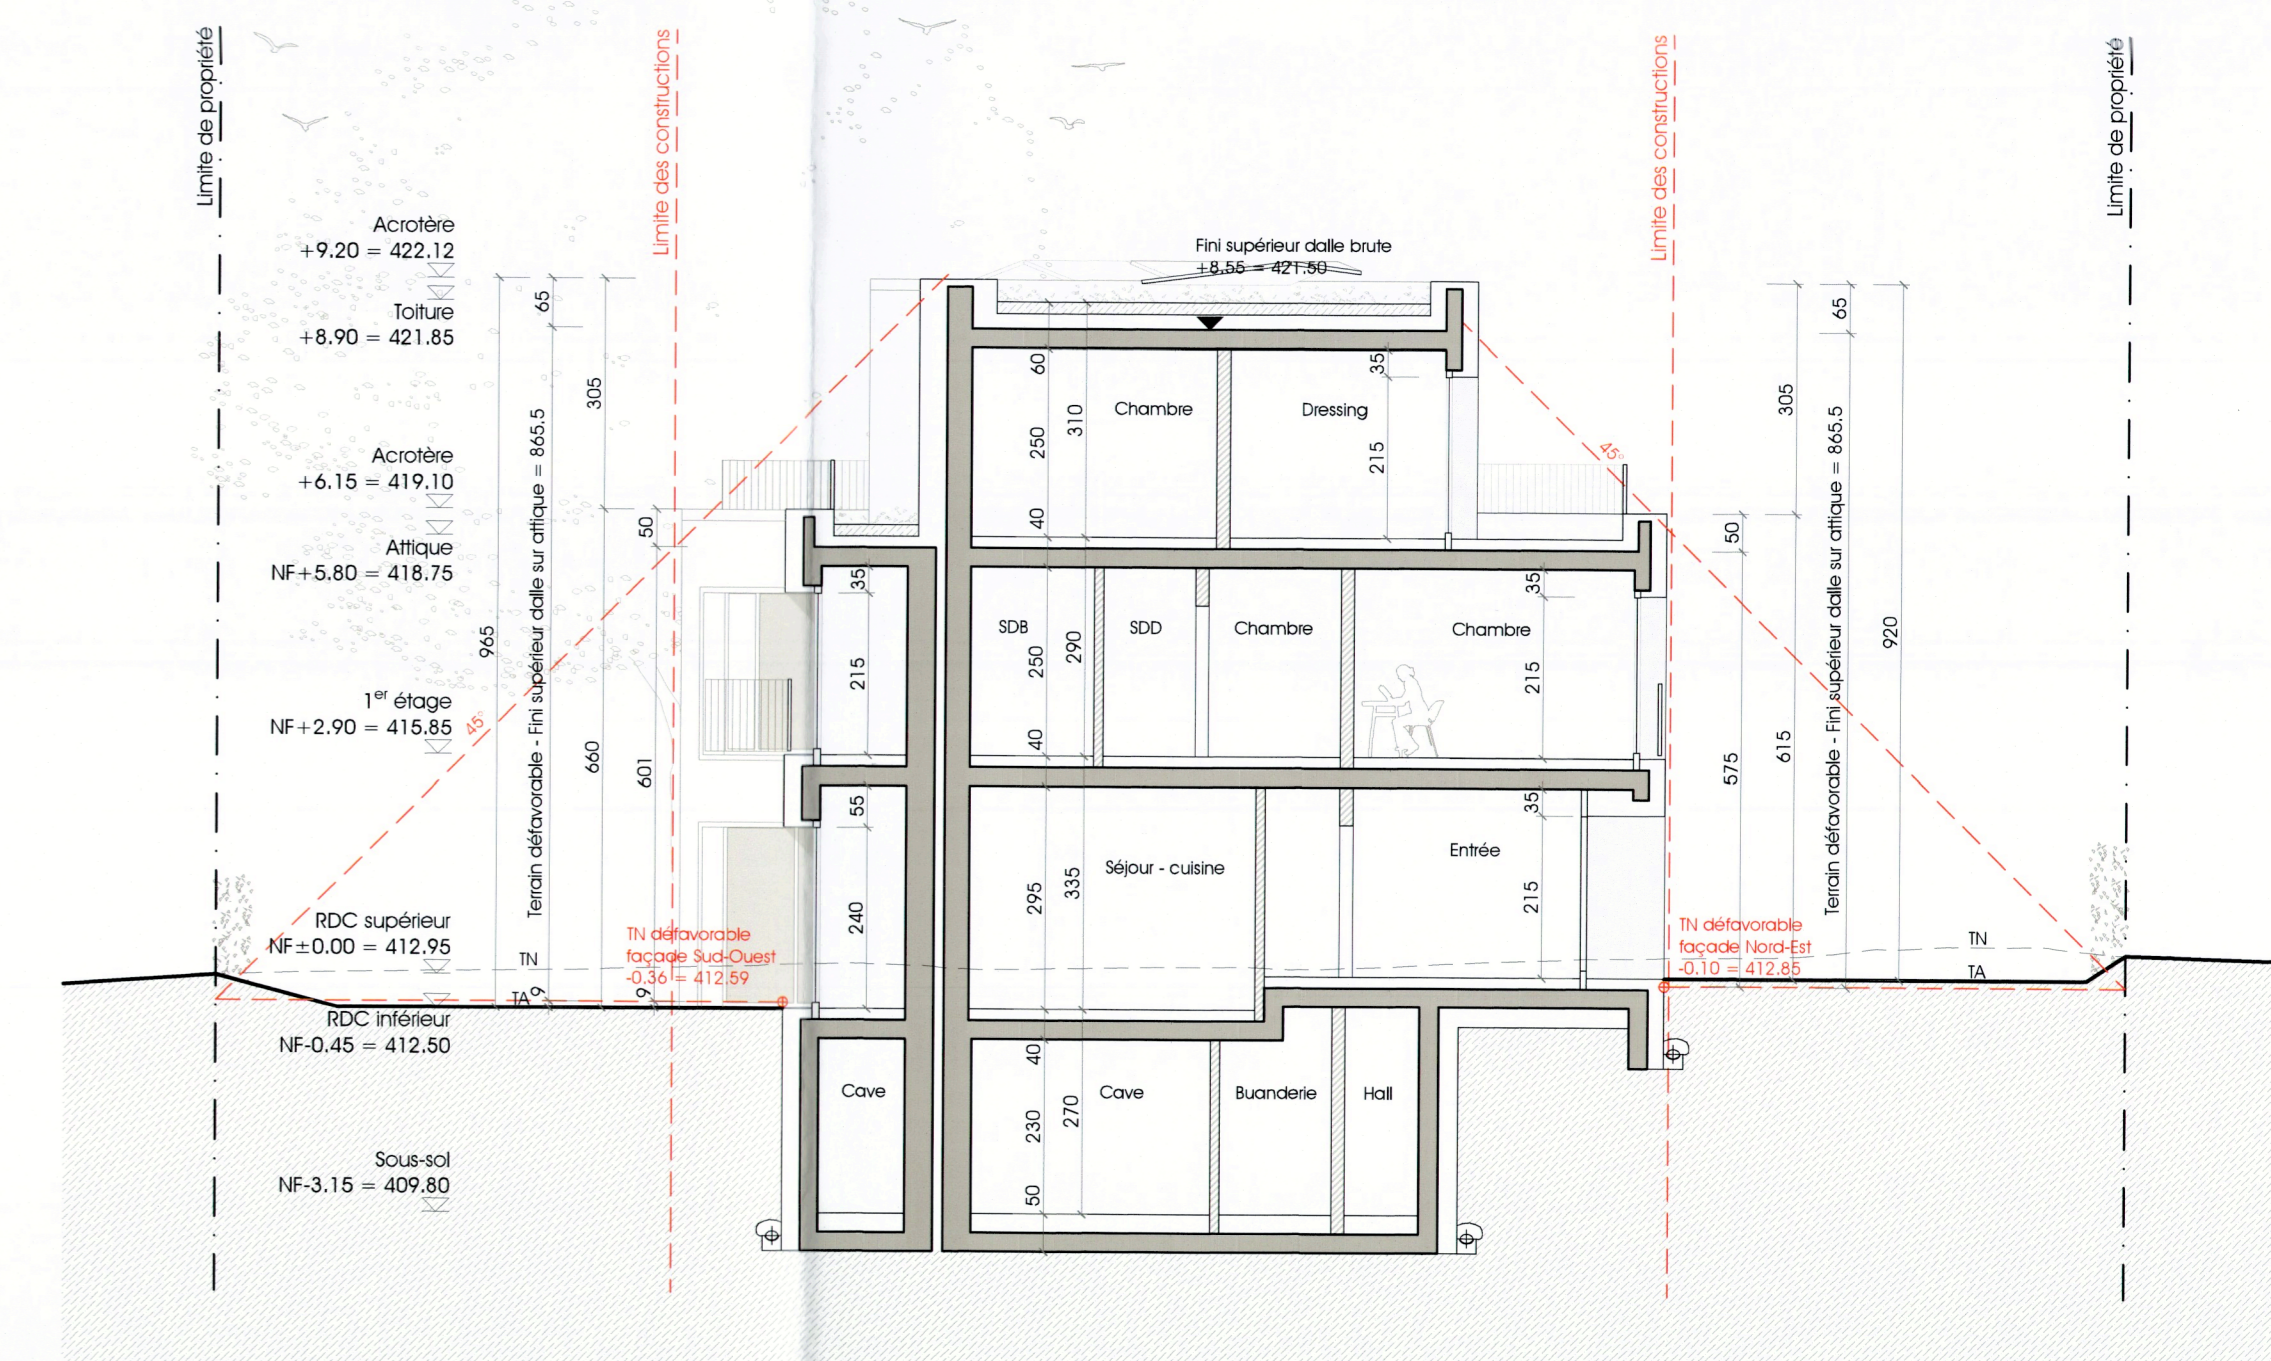 Limite de propriété
Limite des constructions
Limite des constructions
Limite de propriété
Acrotère
+9.20 = 422.12
Toiture
+8.90 = 421.85
Acrotère
+6.15 = 419.10
Attique
NF+5.80 = 418.75
1er étage
NF+2.90 = 415.85
RDC supérieur
NF±0.00 = 412.95
RDC inférieur
NF-0.45 = 412.50
Sous-sol
NF-3.15 = 409.80
965
65
Terrain défavorable - Fini supérieur dalle sur attique = 865.5
9
305
660
50
601
9
45°
TN
TA
TN défavorable
façade Sud-Ouest
-0.36 = 412.59
Fini supérieur dalle brute
+8.55 = 421.50
60
250
40
310
Chambre
Dressing
35
215
45°
35
215
SDB
250
40
290
SDD
Chambre
Chambre
35
215
55
240
295
335
Séjour - cuisine
Entrée
35
215
Cave
40
230
50
270
Cave
Buanderie
Hall
50
575
305
615
65
Terrain défavorable - Fini supérieur dalle sur attique = 865.5
920
TN défavorable
façade Nord-Est
-0.10 = 412.85
TN
TA